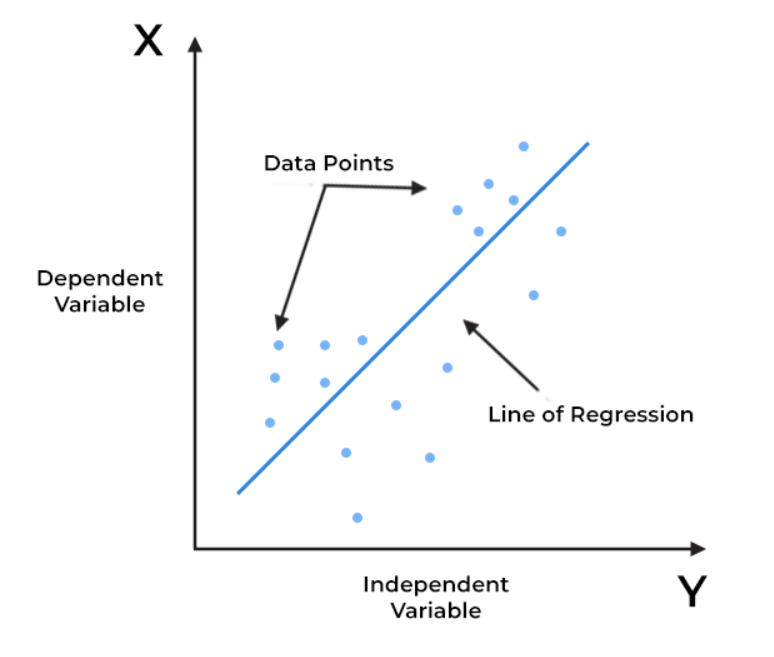 X
Data Points
Dependent
Variable
Line of Regression
Independent
Variable
Y